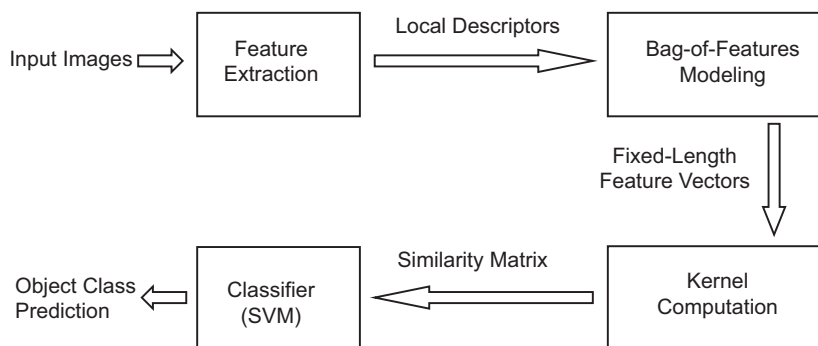 Input Images
Feature
Extraction
Local Descriptors
Bag-of-Features
Modeling
Fixed-Length
Feature Vectors
Kernel
Computation
Similarity Matrix
Classifier
(SVM)
Object Class
Prediction